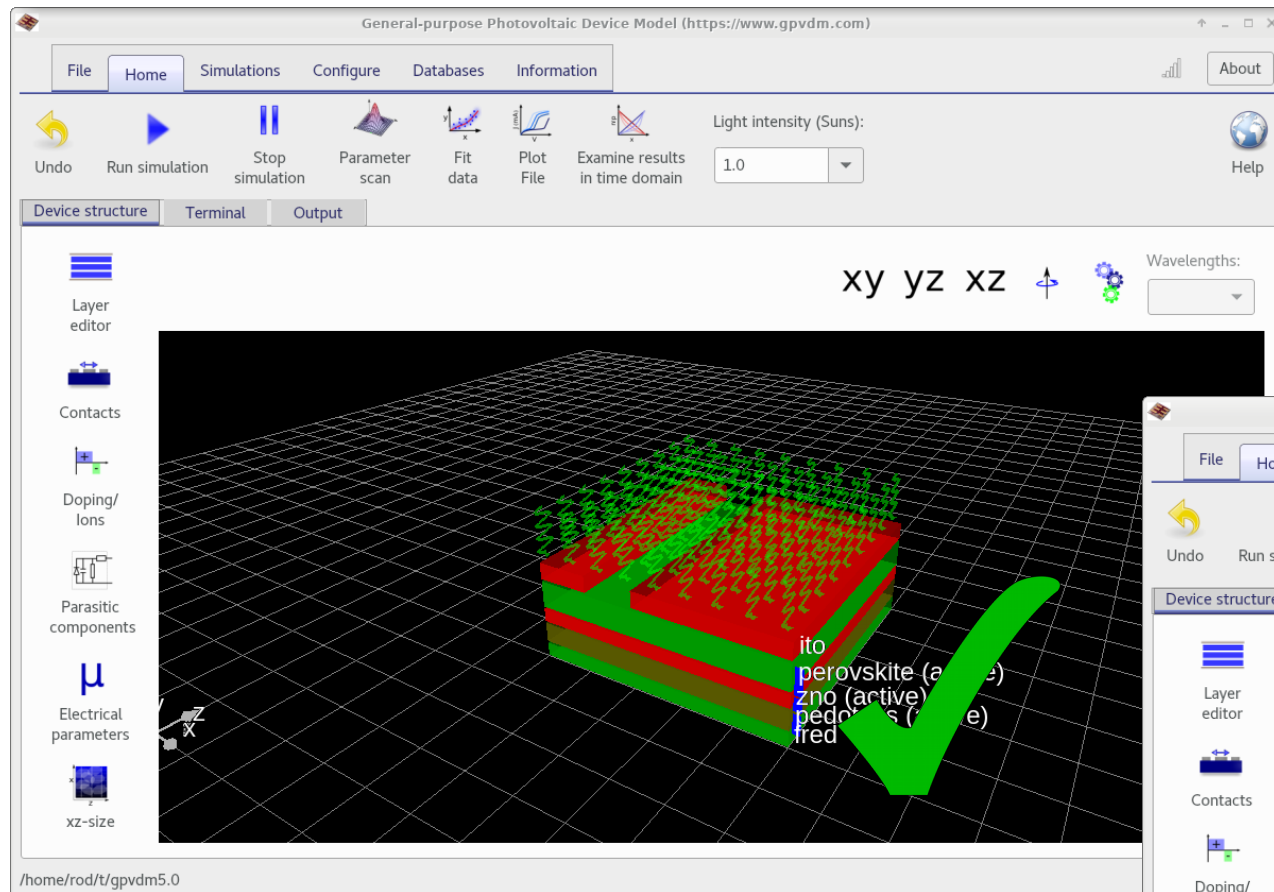 General-purpose Photovoltaic Device Model (https://www.gpvdm.com)
File Home Simulations Configure Databases Information
About
Undo
Run simulation
Stop
simulation
Parameter
scan
Fit
data
Plot
File
Examine results
in time domain
Light intensity (Suns):
1.0
Help
Device structure Terminal Output
Layer
editor
Contacts
Doping/
Ions
Parasitic
components
μ
Electrical
parameters
xz-size
xy yz xz
Wavelengths:
ito
perovskite
zno (active)
fred
z
x
/home/rod/t/gpvdm5.0
File
Undo
Run
Device structure
Layer
editor
Contacts
Doping/